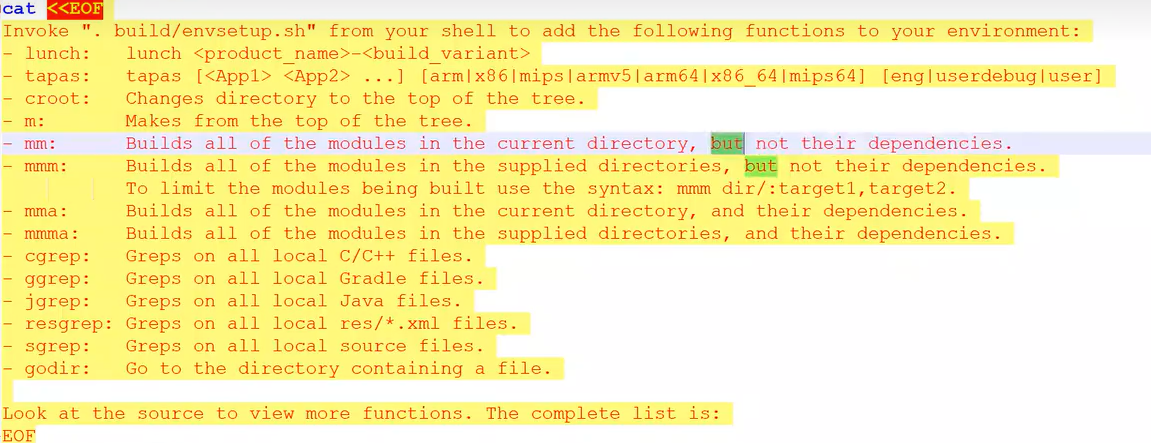 cat <<EOF
Invoke ". build/envsetup.sh" from your shell to add the following functions to your environment:
- lunch:   lunch <product_name>-<build_variant>
- tapas:   tapas [<App1> <App2> ...] [arm|x86|mips|armv5|arm64|x86_64|mips64] [eng|userdebug|user]
- croot:   Changes directory to the top of the tree.
- m:       Makes from the top of the tree.
- mm:      Builds all of the modules in the current directory, but not their dependencies.
- mmm:     Builds all of the modules in the supplied directories, but not their dependencies.
           To limit the modules being built use the syntax: mmm dir/:target1,target2.
- mma:     Builds all of the modules in the current directory, and their dependencies.
- mmma:    Builds all of the modules in the supplied directories, and their dependencies.
- cgrep:   Greps on all local C/C++ files.
- ggrep:   Greps on all local Gradle files.
- jgrep:   Greps on all local Java files.
- resgrep: Greps on all local res/*.xml files.
- sgrep:   Greps on all local source files.
- godir:   Go to the directory containing a file.
Look at the source to view more functions. The complete list is:
EOF